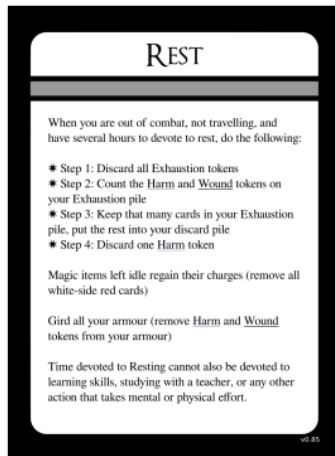 REST
When you are out of combat, not travelling, and
have several hours to devote to rest, do the following:
✷ Step 1: Discard all Exhaustion tokens
✷ Step 2: Count the Harm and Wound tokens on
your Exhaustion pile
✷ Step 3: Keep that many cards in your Exhaustion
pile, put the rest into your discard pile
✷ Step 4: Discard one Harm token
Magic items left idle regain their charges (remove all
white-side red cards)
Gird all your armour (remove Harm and Wound
tokens from your armour)
Time devoted to Resting cannot also be devoted to
learning skills, studying with a teacher, or any other
action that takes mental or physical effort.
v0.85